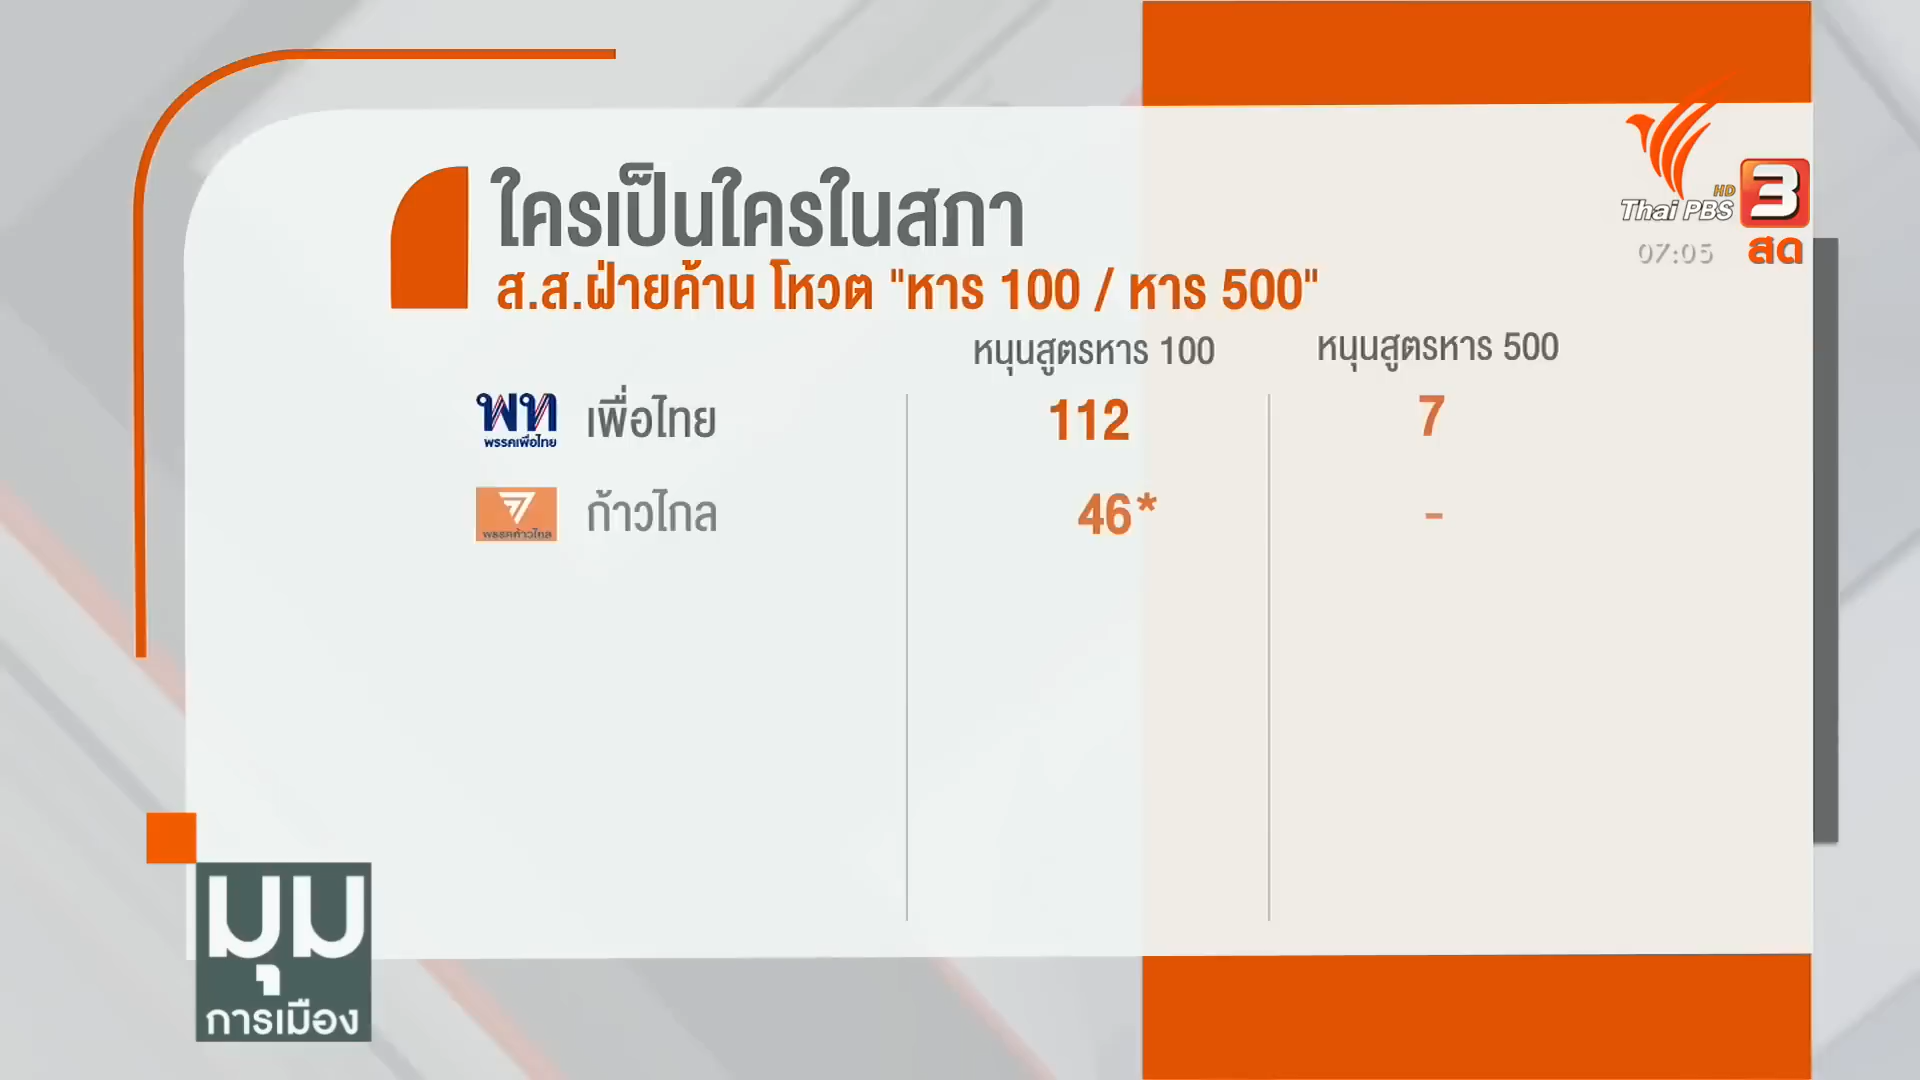 ใครเป็นใครในสภา
ส.ส.ฝ่ายค้าน โหวต "หาร 100 / หาร 500"
หนุนสูตรหาร 100
หนุนสูตรหาร 500
พท
พรรคเพื่อไทย
เพื่อไทย
112
7
พรรคก้าวไกล
ก้าวไกล
46*
-
HD
Thai PBS
3
07:05
สด
มุม
การเมือง